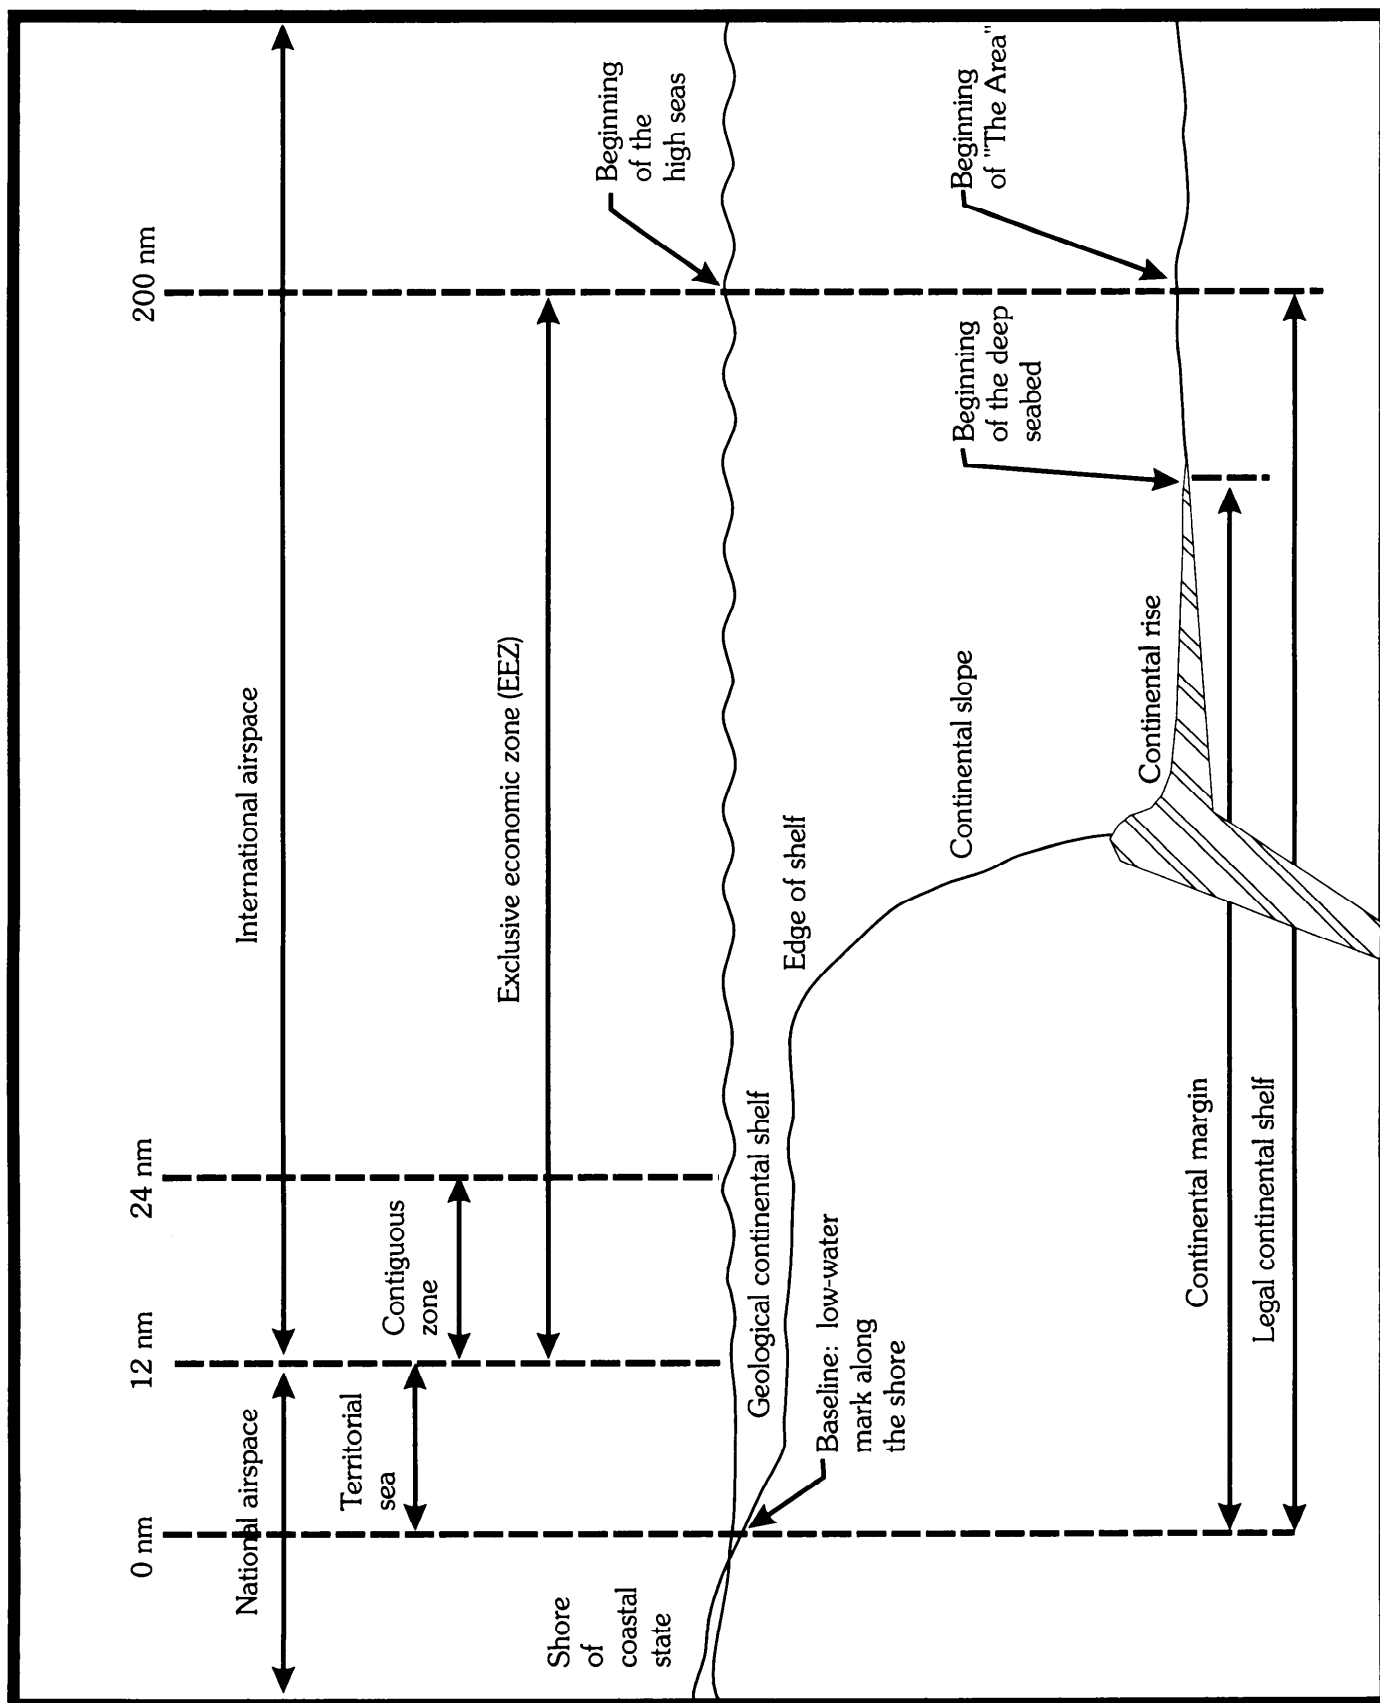 0 nm
12 nm
24 nm
200 nm
National airspace
International airspace
Territorial
sea
Contiguous
zone
Exclusive economic zone (EEZ)
Shore
of
coastal
state
Beginning
of the
high seas
Geological continental shelf
Edge of shelf
Baseline: low-water
mark along
the shore
Continental slope
Beginning
of the deep
seabed
Beginning
of "The Area"
Continental rise
Continental margin
Legal continental shelf